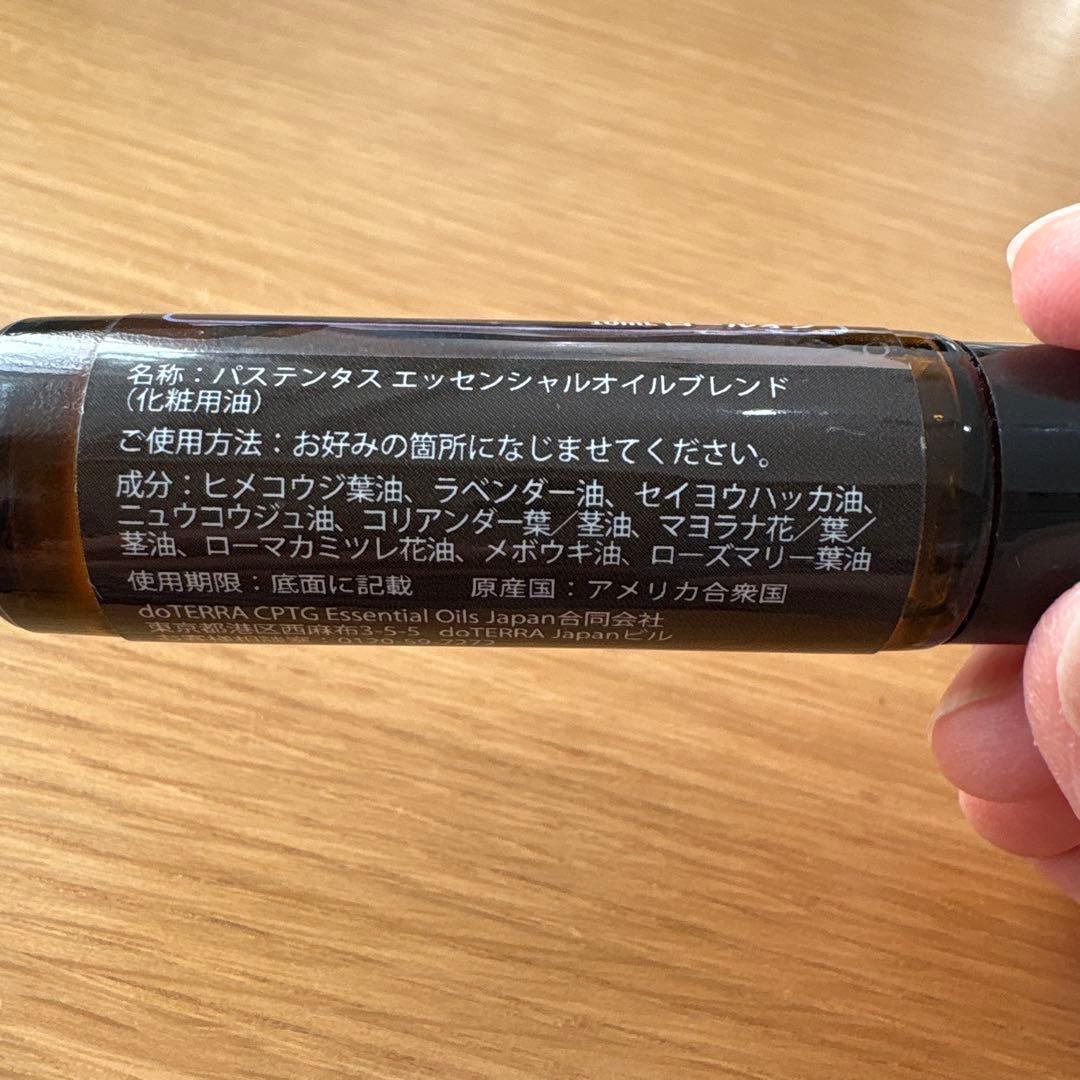 名称：パステンタス エッセンシャルオイルブレンド
（化粧用油）
ご使用方法：お好みの箇所になじませてください。
成分：ヒメコウジ葉油、ラベンダー油、セイヨウハッカ油、
ニュウコウジュ油、コリアンダー葉／茎油、マヨラナ花／葉／
茎油、ローマカミツレ花油、メボウキ油、ローズマリー葉油
使用期限：底面に記載　原産国：アメリカ合衆国
doTERRA CPTG Essential Oils Japan合同会社
東京都港区西麻布3-5-5 doTERRA Japanビル